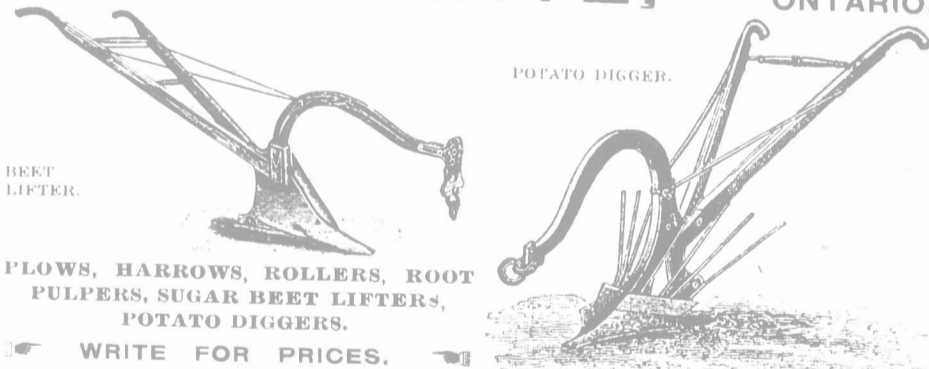 ONTARIO.
POTATO DIGGER.
BEET
LIFTER.
PLOWS, HARROWS, ROLLERS, ROOT
PULPERS, SUGAR BEET LIFTERS,
POTATO DIGGERS.
WRITE FOR PRICES.